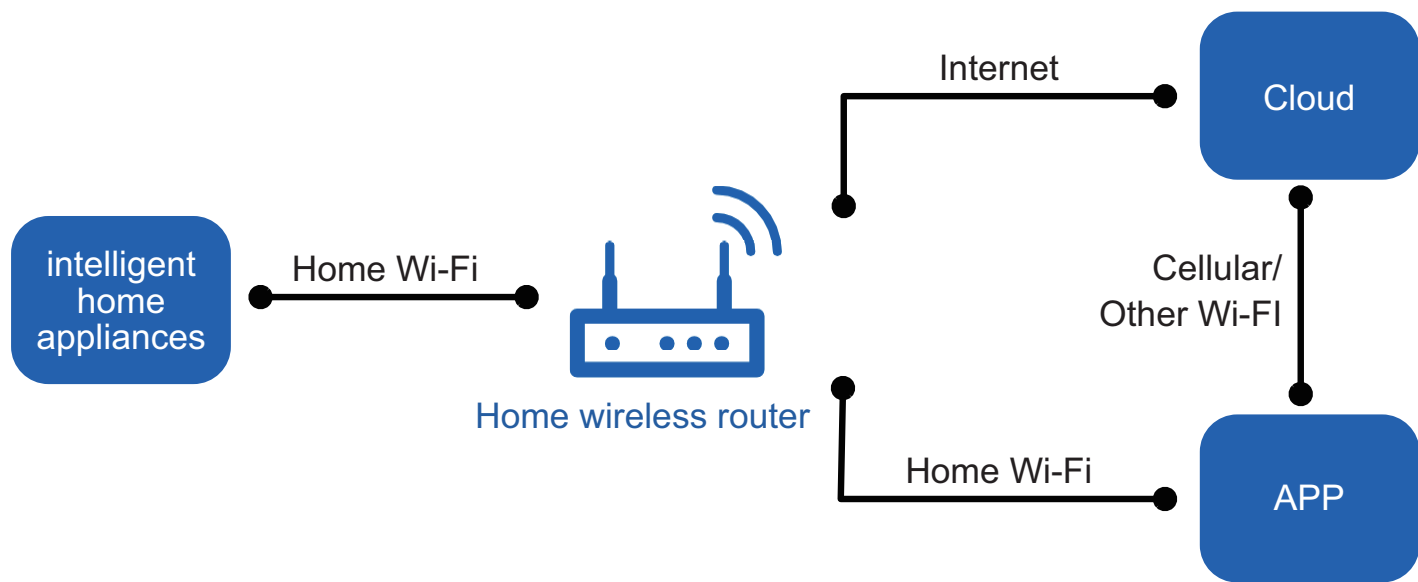 Internet
Cloud
intelligent
home
appliances
Home Wi-Fi
Cellular/
Other Wi-FI
Home wireless router
Home Wi-Fi
APP